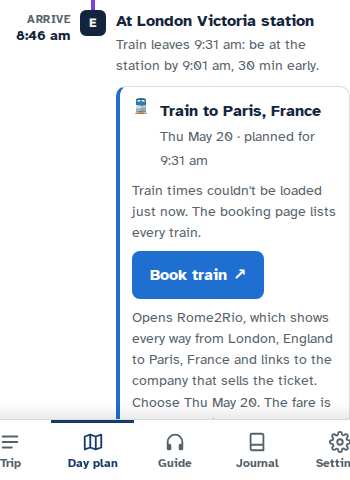 ARRIVE
8:46 am
E
At London Victoria station
Train leaves 9:31 am: be at the
station by 9:01 am, 30 min early.
Train to Paris, France
Thu May 20 · planned for
9:31 am
Train times couldn't be loaded
just now. The booking page lists
every train.
Book train ↗
Opens Rome2Rio, which shows
every way from London, England
to Paris, France and links to the
company that sells the ticket.
Choose Thu May 20. The fare is
Trip
Day plan
Guide
Journal
Settin